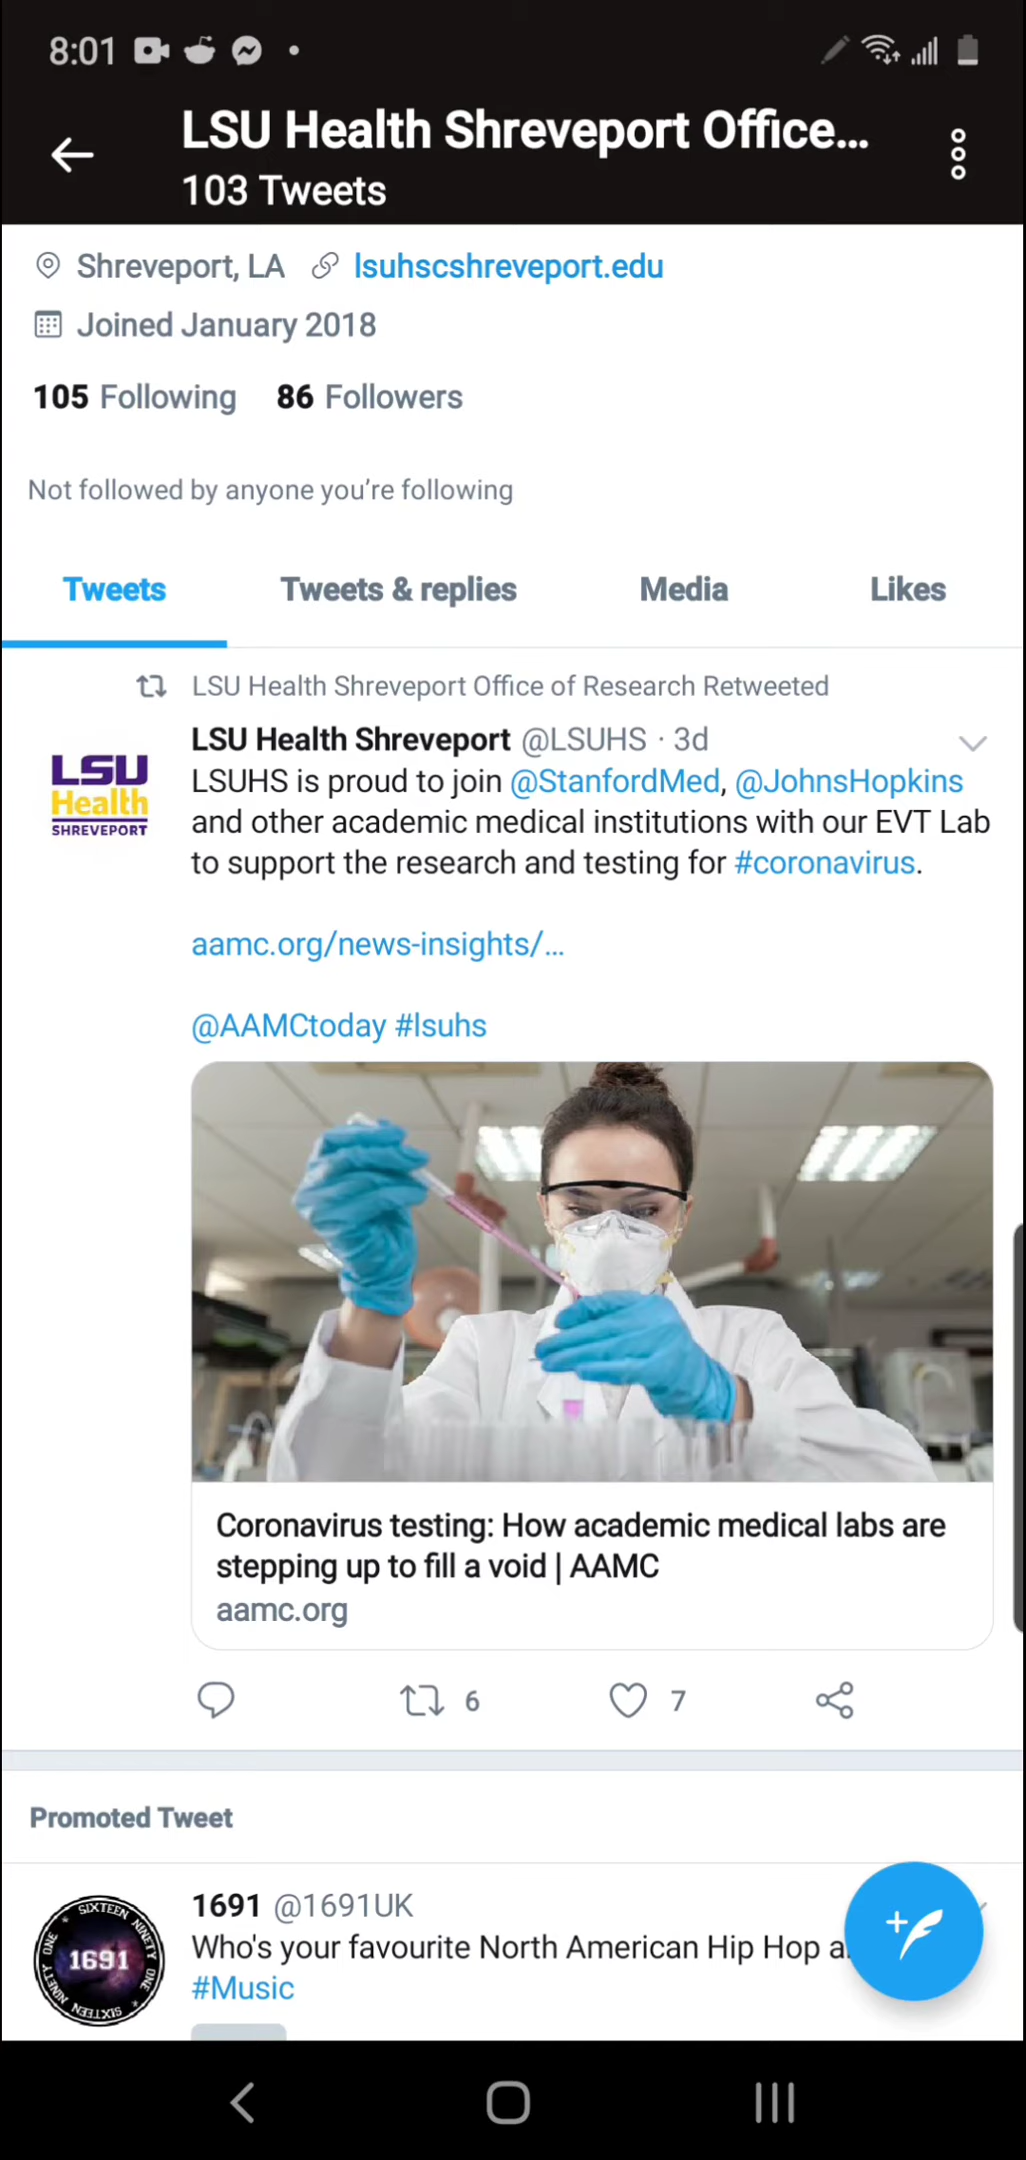 8:01
LSU Health Shreveport Office...
103 Tweets
Shreveport, LA lsuhscshreveport.edu
Joined January 2018
105 Following 86 Followers
Not followed by anyone you're following
Tweets Tweets & replies Media Likes
LSU Health Shreveport Office of Research Retweeted
LSU Health Shreveport @LSUHS · 3d
LSU
Health
SHREVEPORT
LSUHS is proud to join @StanfordMed, @JohnsHopkins
and other academic medical institutions with our EVT Lab
to support the research and testing for #coronavirus.
aamc.org/news-insights/...
@AAMCtoday #lsuhs
Coronavirus testing: How academic medical labs are
stepping up to fill a void | AAMC
aamc.org
6 7
Promoted Tweet
1691 @1691UK
SIXTEEN NINETY ONE
1691
SIXTEEN NINETY ONE
Who's your favourite North American Hip Hop
#Music